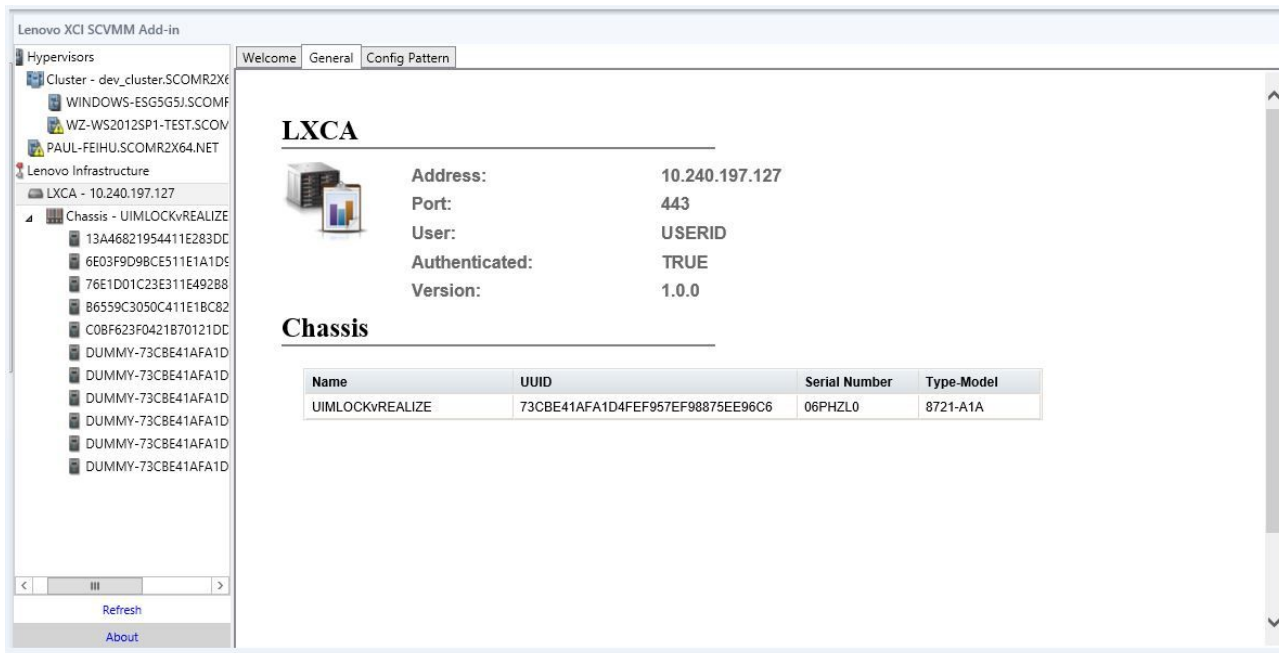 Lenovo XCI SCVMM Add-in
Hypervisors
Cluster - dev_cluster.SCOMR2X6
WINDOWS-ESG5G5J.SCOMR
WZ-WS2012SP1-TEST.SCOM
PAUL-FEIHU.SCOMR2X64.NET
Lenovo Infrastructure
LXCA - 10.240.197.127
Chassis - UIMLOCKvREALIZE
13A46821954411E283DD
6E03F9D9BCE511E1A1D9
76E1D01C23E311E492B8
B6559C3050C411E1BC82
C0BF623F0421B70121DD
DUMMY-73CBE41AFA1D
DUMMY-73CBE41AFA1D
DUMMY-73CBE41AFA1D
DUMMY-73CBE41AFA1D
DUMMY-73CBE41AFA1D
DUMMY-73CBE41AFA1D
Refresh
About
Welcome General Config Pattern
LXCA
Address: 10.240.197.127
Port: 443
User: USERID
Authenticated: TRUE
Version: 1.0.0
Chassis
Name UUID Serial Number Type-Model
UIMLOCKvREALIZE 73CBE41AFA1D4FEF957EF98875EE96C6 06PHZL0 8721-A1A